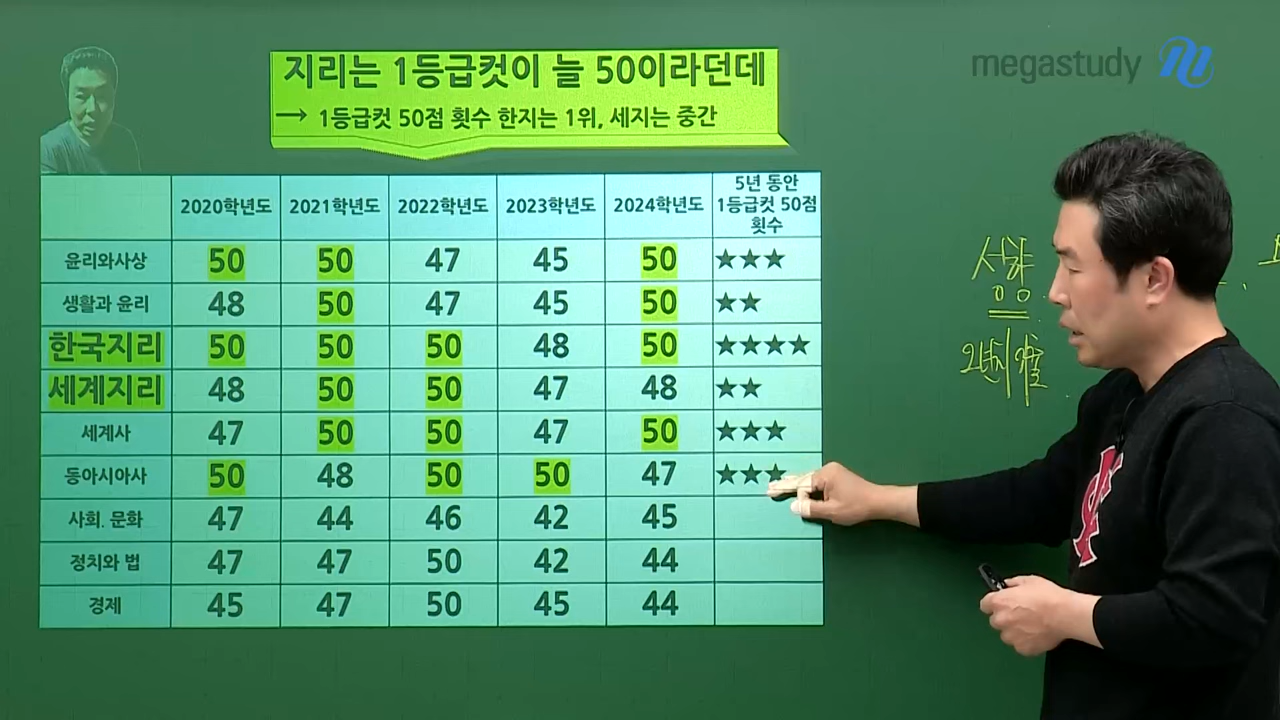 지리는 1등급컷이 늘 50이라던데
→ 1등급컷 50점 횟수 한지는 1위, 세지는 중간
megastudy
2020학년도 2021학년도 2022학년도 2023학년도 2024학년도 5년 동안 1등급컷 50점 횟수
윤리와사상 50 50 47 45 50 ★★★
생활과 윤리 48 50 47 45 50 ★★
한국지리 50 50 50 48 50 ★★★★
세계지리 48 50 50 47 48 ★★
세계사 47 50 50 47 50 ★★★
동아시아사 50 48 50 50 47 ★★★
사회. 문화 47 44 46 42 45
정치와 법 47 47 50 42 44
경제 45 47 50 45 44